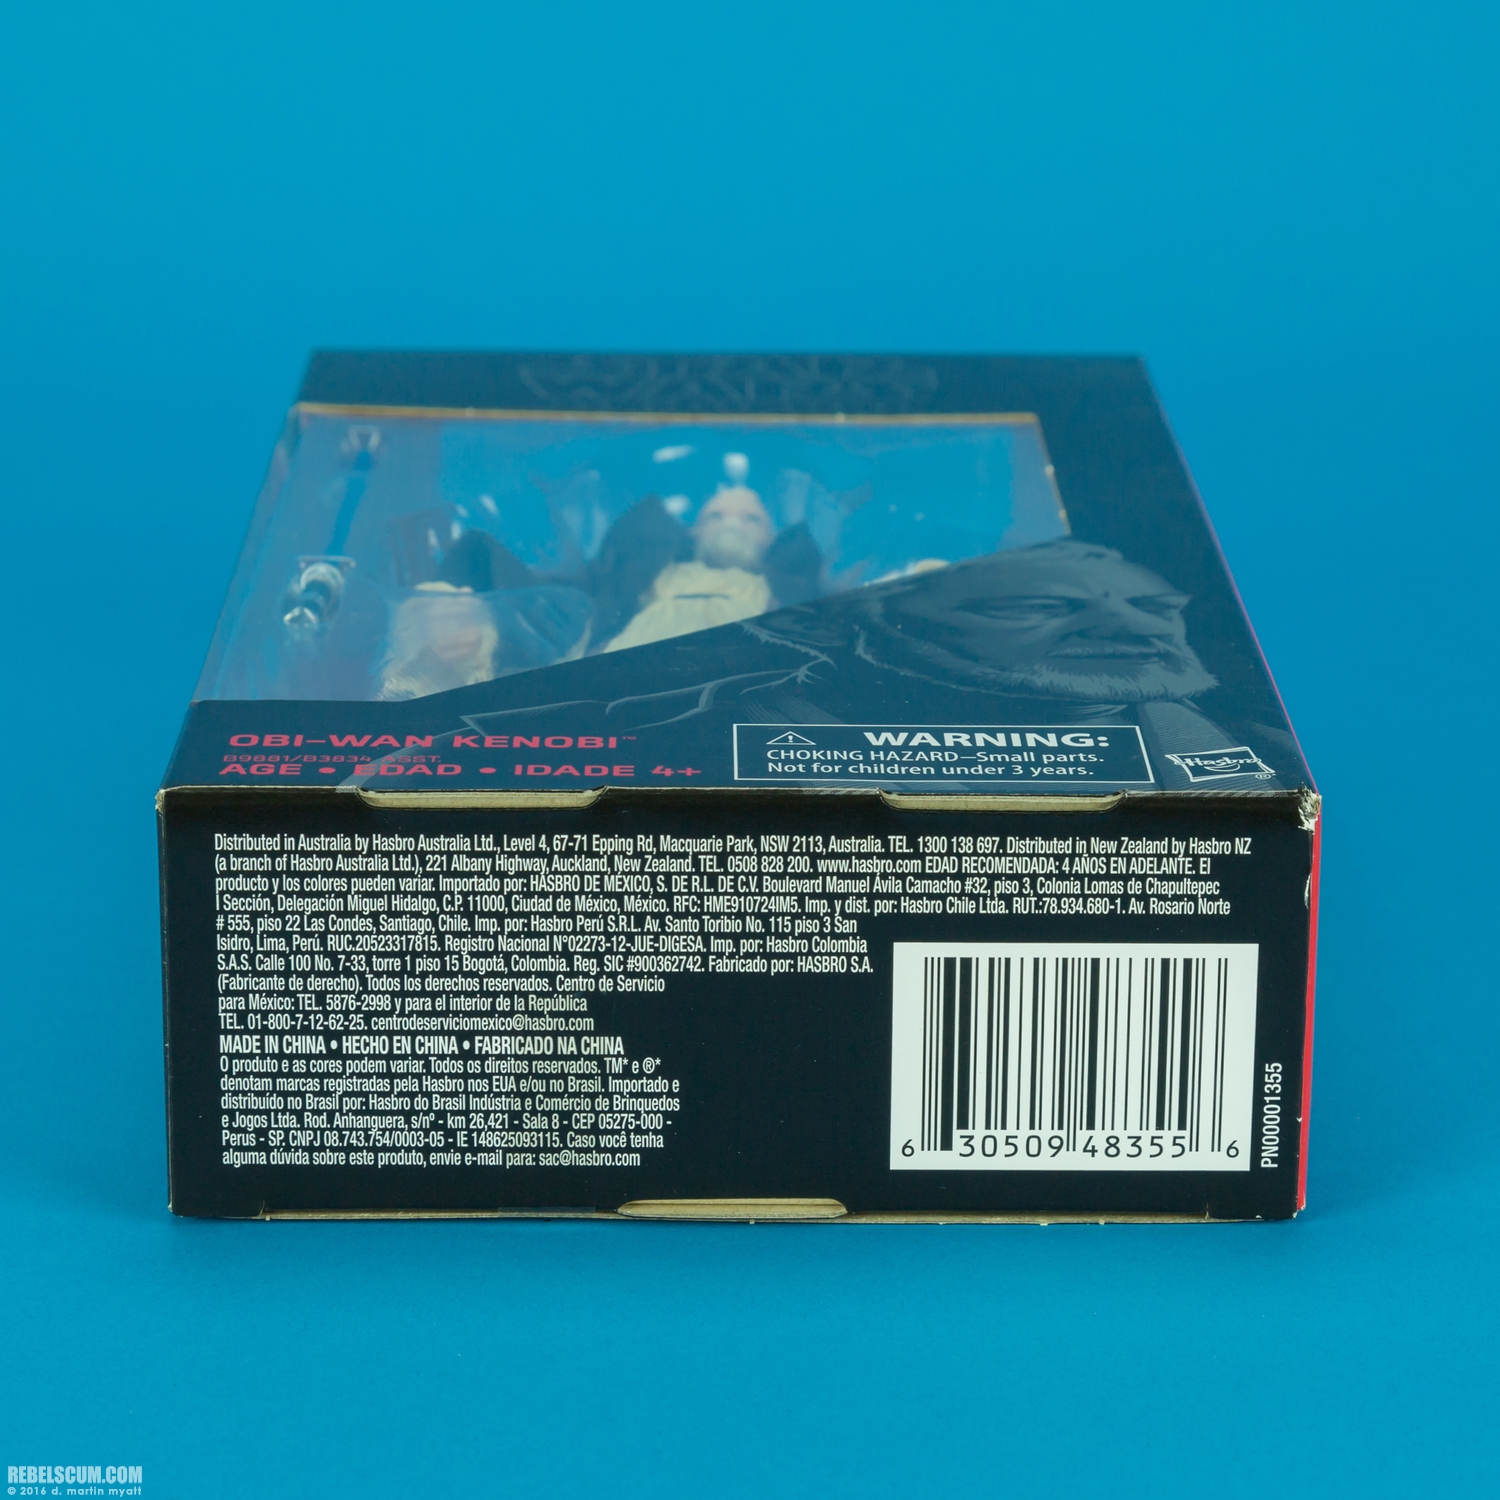 OBI-WAN KENOBI™
B9881/B3834 ASST.
AGE • EDAD • IDADE 4+
WARNING:
CHOKING HAZARD—Small parts.
Not for children under 3 years.
Hasbro®
Distributed in Australia by Hasbro Australia Ltd., Level 4, 67-71 Epping Rd, Macquarie Park, NSW 2113, Australia. TEL. 1300 138 697. Distributed in New Zealand by Hasbro NZ
(a branch of Hasbro Australia Ltd.), 221 Albany Highway, Auckland, New Zealand. TEL. 0508 828 200. www.hasbro.com EDAD RECOMENDADA: 4 AÑOS EN ADELANTE. El
producto y los colores pueden variar. Importado por: HASBRO DE MÉXICO, S. DE R.L. DE C.V. Boulevard Manuel Ávila Camacho #32, piso 3, Colonia Lomas de Chapultepec
I Sección, Delegación Miguel Hidalgo, C.P. 11000, Ciudad de México, México. RFC: HME910724IM5. Imp. y dist. por: Hasbro Chile Ltda. RUT.:78.934.680-1. Av. Rosario Norte
# 555, piso 22 Las Condes, Santiago, Chile. Imp. por: Hasbro Perú S.R.L. Av. Santo Toribio No. 115 piso 3 San
Isidro, Lima, Perú. RUC.20523317815. Registro Nacional N°02273-12-JUE-DIGESA. Imp. por: Hasbro Colombia
S.A.S. Calle 100 No. 7-33, torre 1 piso 15 Bogotá, Colombia. Reg. SIC #900362742. Fabricado por: HASBRO S.A.
(Fabricante de derecho). Todos los derechos reservados. Centro de Servicio
para México: TEL. 5876-2998 y para el interior de la República
TEL. 01-800-7-12-62-25. centrodeserviciomexico@hasbro.com
MADE IN CHINA • HECHO EN CHINA • FABRICADO NA CHINA
O produto e as cores podem variar. Todos os direitos reservados. TM* e ®*
denotam marcas registradas pela Hasbro nos EUA e/ou no Brasil. Importado e
distribuído no Brasil por: Hasbro do Brasil Indústria e Comércio de Brinquedos
e Jogos Ltda. Rod. Anhanguera, s/nº - km 26,421 - Sala 8 - CEP 05275-000 -
Perus - SP. CNPJ 08.743.754/0003-05 - IE 148625093115. Caso você tenha
alguma dúvida sobre este produto, envie e-mail para: sac@hasbro.com
6 30509 48355 6
PN00001355
REBELSCUM.COM
© 2016 d. martin myatt